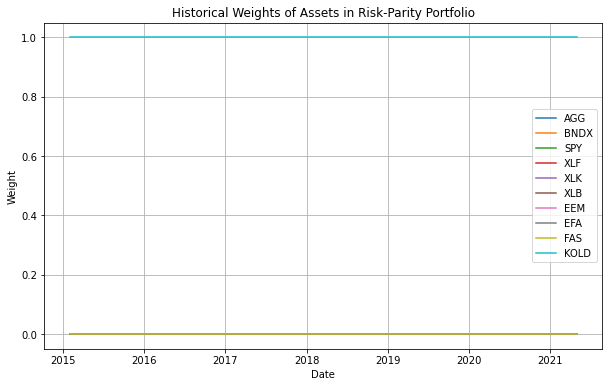 Historical Weights of Assets in Risk-Parity Portfolio
1.0
0.8
0.6
0.4
0.2
0.0
Weight
AGG
BNDX
SPY
XLF
XLK
XLB
EEM
EFA
FAS
KOLD
2015 2016 2017 2018 2019 2020 2021
Date